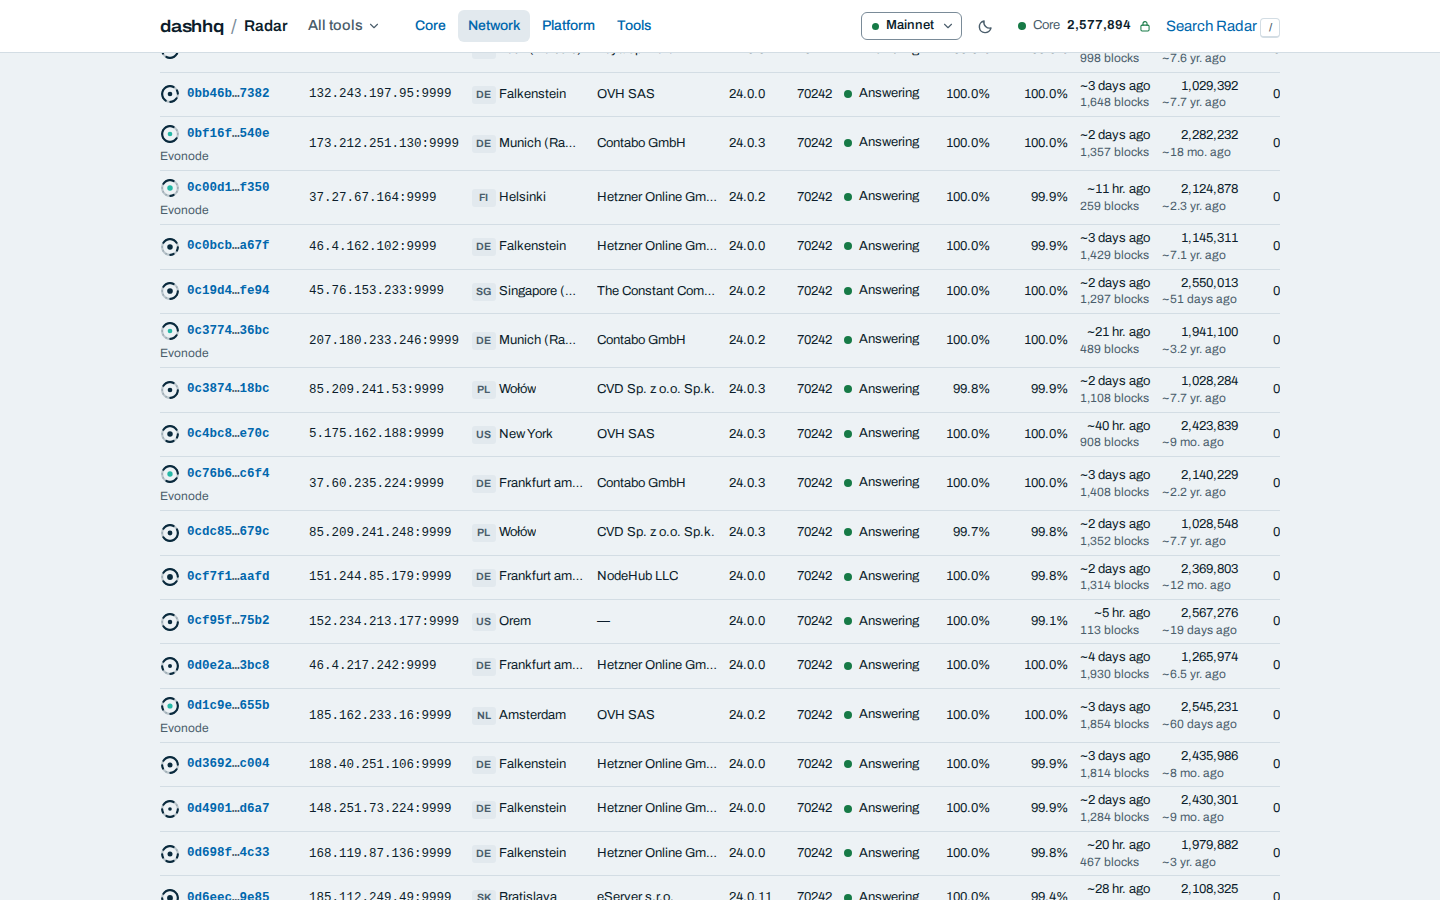 dashhq / Radar All tools Core Network Platform Tools Mainnet Core 2,577,894 Search Radar /
998 blocks ~7.6 yr. ago
0bb46b…7382 132.243.197.95:9999 DE Falkenstein OVH SAS 24.0.0 70242 Answering 100.0% 100.0% ~3 days ago 1,029,392 0
1,648 blocks ~7.7 yr. ago
0bf16f…540e 173.212.251.130:9999 DE Munich (Ra… Contabo GmbH 24.0.3 70242 Answering 100.0% 100.0% ~2 days ago 2,282,232 0
Evonode 1,357 blocks ~18 mo. ago
0c00d1…f350 37.27.67.164:9999 FI Helsinki Hetzner Online Gm… 24.0.2 70242 Answering 100.0% 99.9% ~11 hr. ago 2,124,878 0
Evonode 259 blocks ~2.3 yr. ago
0c0bcb…a67f 46.4.162.102:9999 DE Falkenstein Hetzner Online Gm… 24.0.0 70242 Answering 100.0% 99.9% ~3 days ago 1,145,311 0
1,429 blocks ~7.1 yr. ago
0c19d4…fe94 45.76.153.233:9999 SG Singapore (… The Constant Com… 24.0.2 70242 Answering 100.0% 100.0% ~2 days ago 2,550,013 0
1,297 blocks ~51 days ago
0c3774…36bc 207.180.233.246:9999 DE Munich (Ra… Contabo GmbH 24.0.2 70242 Answering 100.0% 100.0% ~21 hr. ago 1,941,100 0
Evonode 489 blocks ~3.2 yr. ago
0c3874…18bc 85.209.241.53:9999 PL Wołów CVD Sp. z o.o. Sp.k. 24.0.3 70242 Answering 99.8% 99.9% ~2 days ago 1,028,284 0
1,108 blocks ~7.7 yr. ago
0c4bc8…e70c 5.175.162.188:9999 US New York OVH SAS 24.0.3 70242 Answering 100.0% 100.0% ~40 hr. ago 2,423,839 0
908 blocks ~9 mo. ago
0c76b6…c6f4 37.60.235.224:9999 DE Frankfurt am… Contabo GmbH 24.0.3 70242 Answering 100.0% 100.0% ~3 days ago 2,140,229 0
Evonode 1,408 blocks ~2.2 yr. ago
0cdc85…679c 85.209.241.248:9999 PL Wołów CVD Sp. z o.o. Sp.k. 24.0.3 70242 Answering 99.7% 99.8% ~2 days ago 1,028,548 0
1,352 blocks ~7.7 yr. ago
0cf7f1…aafd 151.244.85.179:9999 DE Frankfurt am… NodeHub LLC 24.0.0 70242 Answering 100.0% 99.8% ~2 days ago 2,369,803 0
1,314 blocks ~12 mo. ago
0cf95f…75b2 152.234.213.177:9999 US Orem — 24.0.0 70242 Answering 100.0% 99.1% ~5 hr. ago 2,567,276 0
113 blocks ~19 days ago
0d0e2a…3bc8 46.4.217.242:9999 DE Frankfurt am… Hetzner Online Gm… 24.0.0 70242 Answering 100.0% 100.0% ~4 days ago 1,265,974 0
1,930 blocks ~6.5 yr. ago
0d1c9e…655b 185.162.233.16:9999 NL Amsterdam OVH SAS 24.0.2 70242 Answering 100.0% 100.0% ~3 days ago 2,545,231 0
Evonode 1,854 blocks ~60 days ago
0d3692…c004 188.40.251.106:9999 DE Falkenstein Hetzner Online Gm… 24.0.0 70242 Answering 100.0% 99.9% ~3 days ago 2,435,986 0
1,814 blocks ~8 mo. ago
0d4901…d6a7 148.251.73.224:9999 DE Falkenstein Hetzner Online Gm… 24.0.0 70242 Answering 100.0% 99.9% ~2 days ago 2,430,301 0
1,284 blocks ~9 mo. ago
0d698f…4c33 168.119.87.136:9999 DE Falkenstein Hetzner Online Gm… 24.0.0 70242 Answering 100.0% 99.8% ~20 hr. ago 1,979,882 0
467 blocks ~3 yr. ago
0d6eec…9e85 185.112.249.49:9999 SK Bratislava eServer s.r.o. 24.0.11 70242 Answering 100.0% 99.4% ~28 hr. ago 2,108,325 0